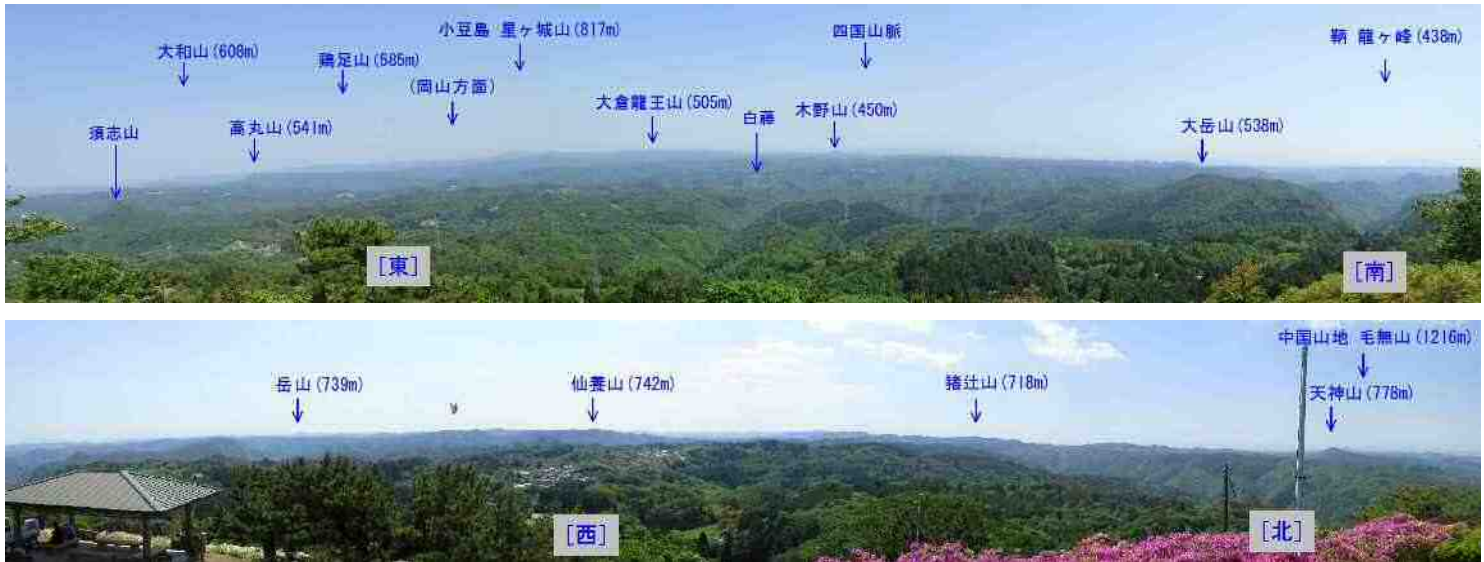 大和山(608m)
鶏足山(585m)
小豆島 星ヶ城山(817m)
四国山脈
鞆 龍ヶ峰(438m)
(岡山方面)
須志山
高丸山(541m)
大倉龍王山(505m)
白藤
木野山(450m)
大岳山(538m)
[東]
[南]
中国山地 毛無山(1216m)
岳山(739m)
仙養山(742m)
猪辻山(718m)
天神山(778m)
[西]
[北]